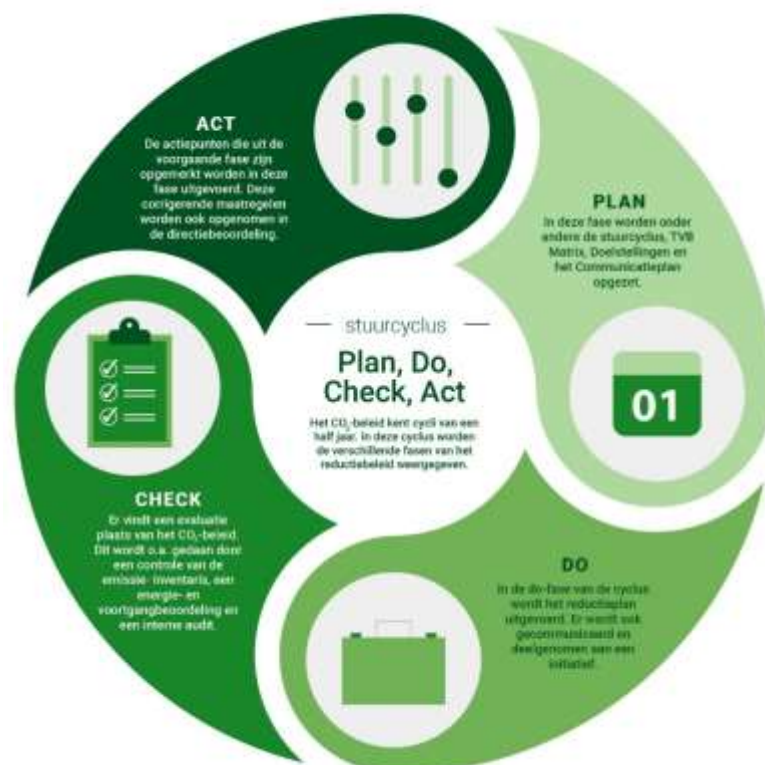 ACT
De actiepunten die uit de
voorgaande fase zijn
opgemerkt worden in deze
fase uitgevoerd. Deze
corrigerende maatregelen
worden ook opgenomen in
de directiebeoordeling.
PLAN
In deze fase worden onder
andere de stuurcyclus, TVB
Matrix, Doelstellingen en
het Communicatieplan
opgezet.
01
stuurcyclus
Plan, Do,
Check, Act
Het CO₂-beleid kent cycli van een
half jaar. In deze cyclus worden
de verschillende fasen van het
reductiebeleid weergegeven.
CHECK
Er vindt een evaluatie
plaats van het CO₂-beleid.
Dit wordt o.a. gedaan door
een controle van de
emissie- inventaris, een
energie- en
voortgangbeoordeling en
een interne audit.
DO
In de do-fase van de cyclus
wordt het reductieplan
uitgevoerd. Er wordt ook
gecommuniceerd en
deelgenomen aan een
initiatief.